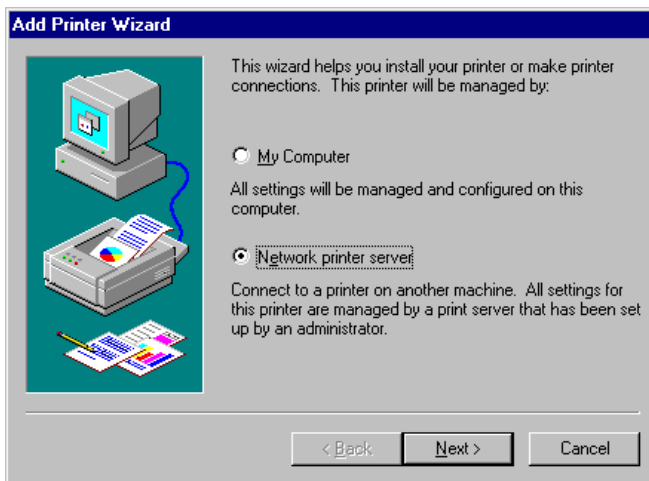 Add Printer Wizard
This wizard helps you install your printer or make printer
connections. This printer will be managed by:
My Computer
All settings will be managed and configured on this
computer.
Network printer server
Connect to a printer on another machine. All settings for
this printer are managed by a print server that has been set
up by an administrator.
< Back
Next >
Cancel